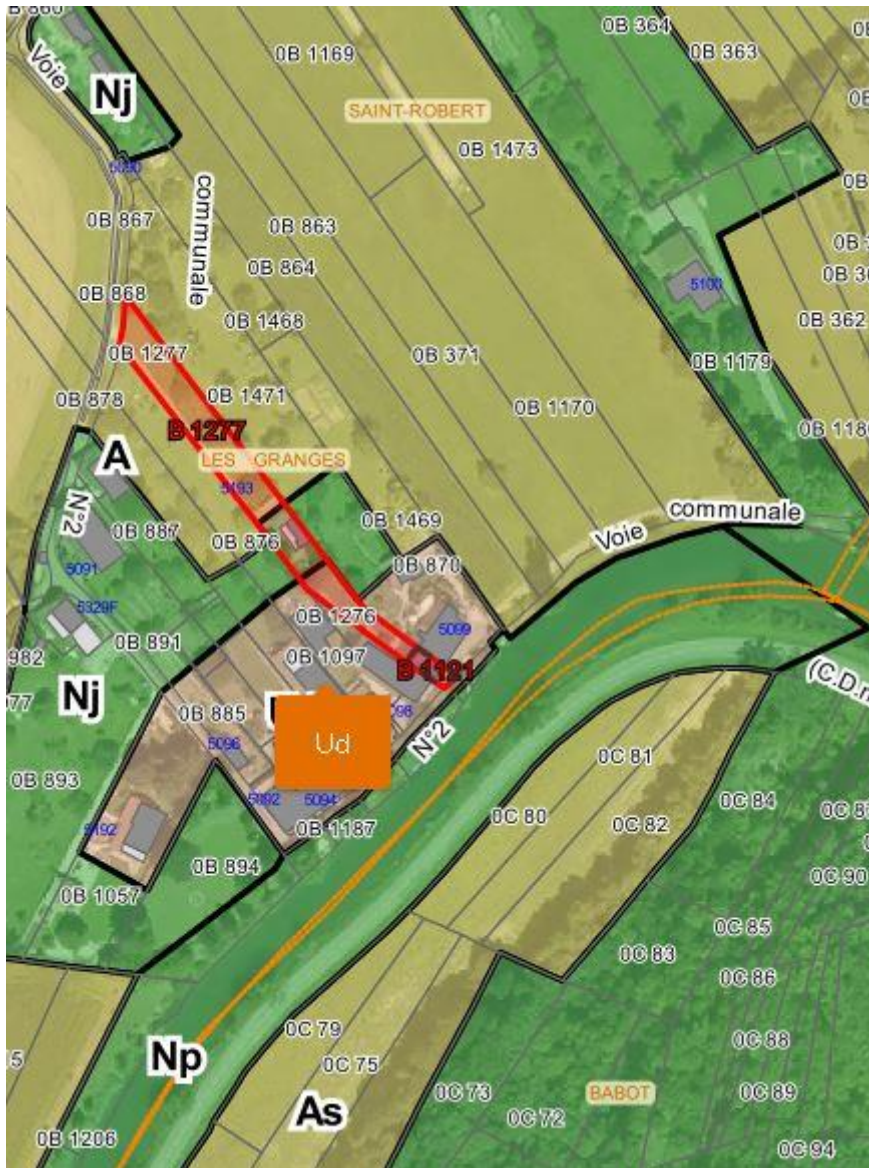 0B 364
0B 363
0B 1169
Voie
Nj
SAINT-ROBERT
0B 1473
communale
0B 867
0B 863
0B 864
5100
0B 868
0B 1468
0B 362
0B 1277
0B 371
0B 1179
0B 878
0B 1471
0B 1170
B 1277
0B 1180
A
LES GRANGES
5193
N°2
communale
0B 887
0B 1469
Voie
0B 876
0B 870
5091
5329F
0B 1276
5099
0B 891
0B 1097
B 1121
(C.D.
Nj
0B 885
N°2
Ud
5096
0C 81
0B 893
5092
5094
0C 84
0C 80
0C 82
5192
0B 1187
0B 894
0C 90
0B 1057
0C 85
0C 83
0C 86
0C 79
0C 88
Np
0C 75
0C 73
BABOT
0C 89
As
0C 72
0B 1206
0C 94